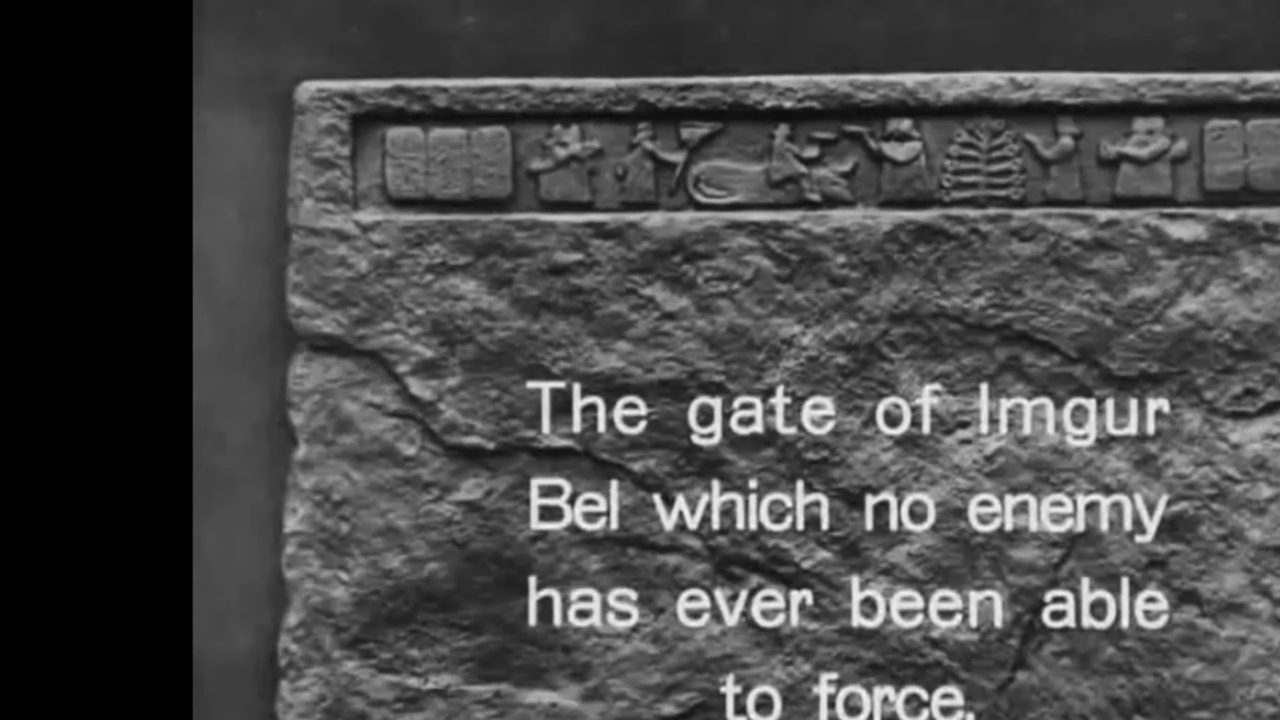 The gate of Imgur
Bel which no enemy
has ever been able
to force.